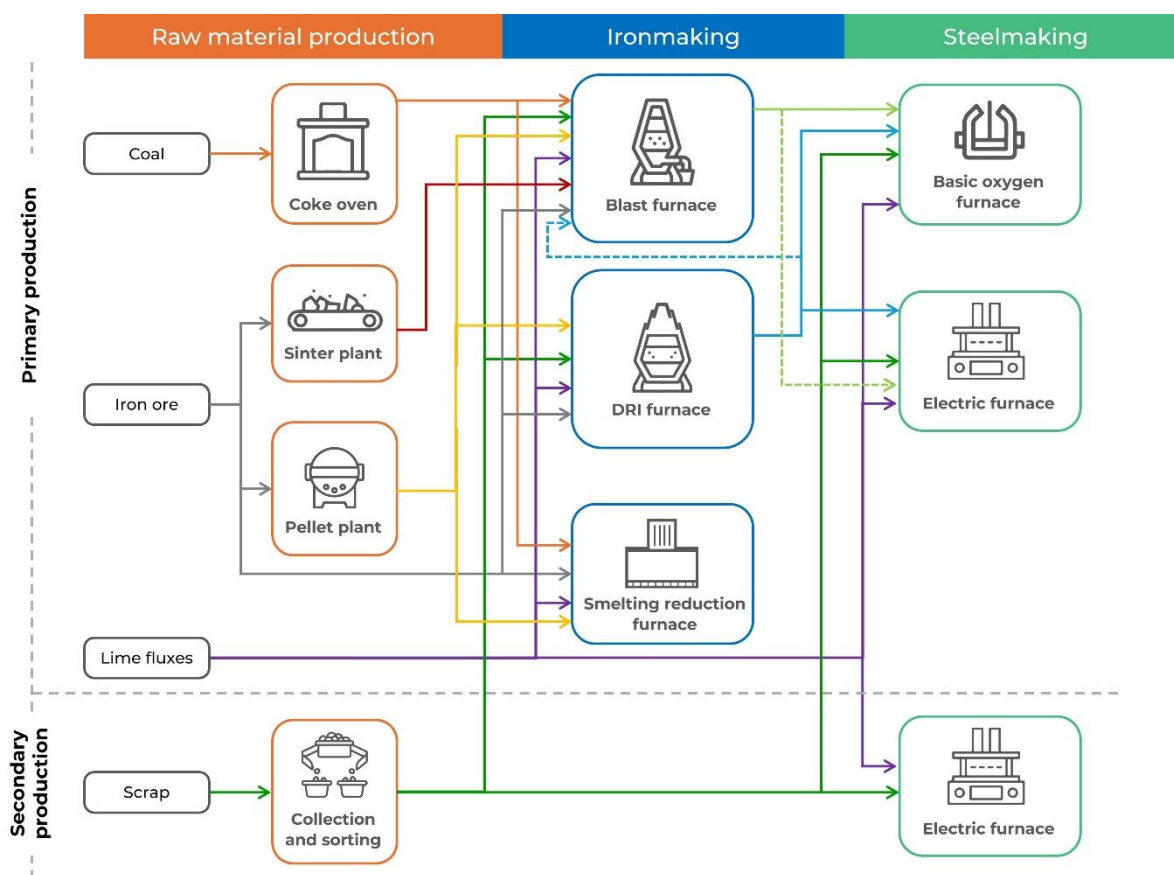 Raw material production
Ironmaking
Steelmaking
Primary production
Coal
Coke oven
Blast furnace
Basic oxygen
furnace
Sinter plant
Iron ore
DRI furnace
Electric furnace
Pellet plant
Smelting reduction
furnace
Lime fluxes
Secondary
production
Scrap
Collection
and sorting
Electric furnace